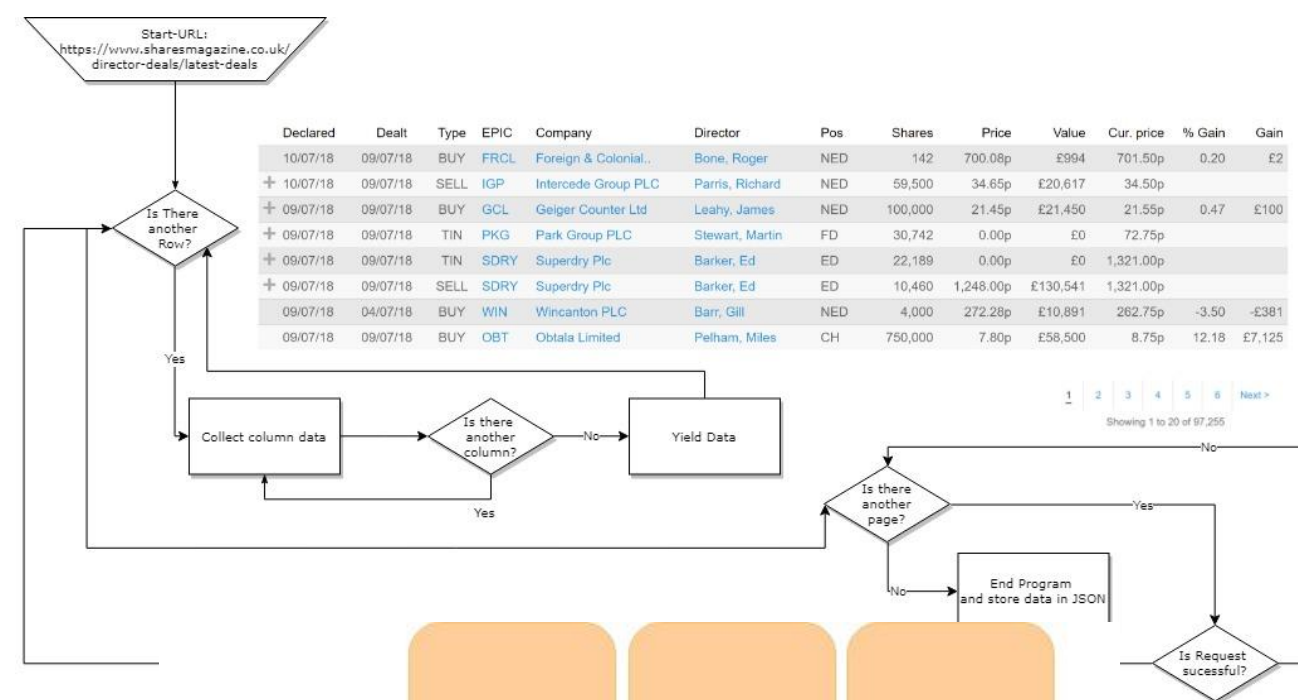 Start-URL:
https://www.sharesmagazine.co.uk/
director-deals/latest-deals
Declared Dealt Type EPIC Company Director Pos Shares Price Value Cur. price % Gain Gain
10/07/18 09/07/18 BUY FRCL Foreign & Colonial.. Bone, Roger NED 142 700.08p £994 701.50p 0.20 £2
+ 10/07/18 09/07/18 SELL IGP Intercede Group PLC Parris, Richard NED 59,500 34.65p £20,617 34.50p
+ 09/07/18 09/07/18 BUY GCL Geiger Counter Ltd Leahy, James NED 100,000 21.45p £21,450 21.55p 0.47 £100
+ 09/07/18 09/07/18 TIN PKG Park Group PLC Stewart, Martin FD 30,742 0.00p £0 72.75p
+ 09/07/18 09/07/18 TIN SDRY Superdry Plc Barker, Ed ED 22,189 0.00p £0 1,321.00p
+ 09/07/18 09/07/18 SELL SDRY Superdry Plc Barker, Ed ED 10,460 1,248.00p £130,541 1,321.00p
09/07/18 04/07/18 BUY WIN Wincanton PLC Barr, Gill NED 4,000 272.28p £10,891 262.75p -3.50 -£381
09/07/18 09/07/18 BUY OBT Obtala Limited Pelham, Miles CH 750,000 7.80p £58,500 8.75p 12.18 £7,125
1 2 3 4 5 6 Next >
Showing 1 to 20 of 97,255
Is There
another
Row?
Yes
Collect column data
Is there
another
column?
No
Yield Data
Yes
No
Is there
another
page?
Yes
No
End Program
and store data in JSON
Is Request
sucessful?